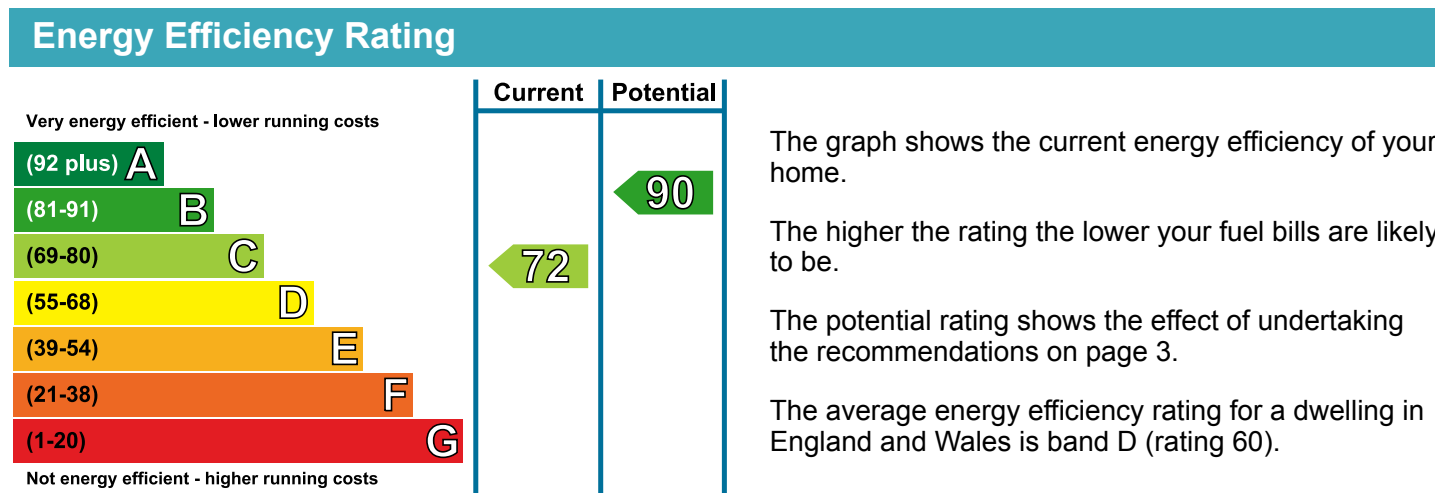 Energy Efficiency Rating
Current Potential
Very energy efficient - lower running costs
(92 plus) A
(81-91) B
90
(69-80) C
72
(55-68) D
(39-54) E
(21-38) F
(1-20) G
Not energy efficient - higher running costs
The graph shows the current energy efficiency of your
home.
The higher the rating the lower your fuel bills are likely
to be.
The potential rating shows the effect of undertaking
the recommendations on page 3.
The average energy efficiency rating for a dwelling in
England and Wales is band D (rating 60).